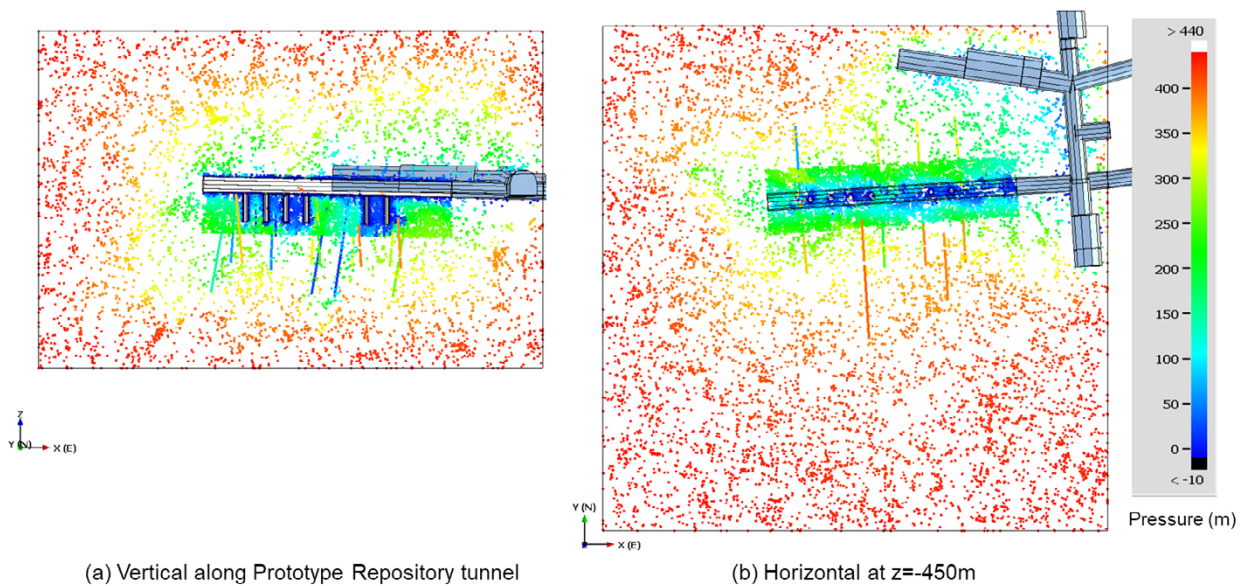 > 440
400
350
300
250
200
150
100
50
0
< -10
Pressure (m)
Z
Y (N)
X (E)
Y (N)
X (E)
(a) Vertical along Prototype Repository tunnel
(b) Horizontal at z=-450m